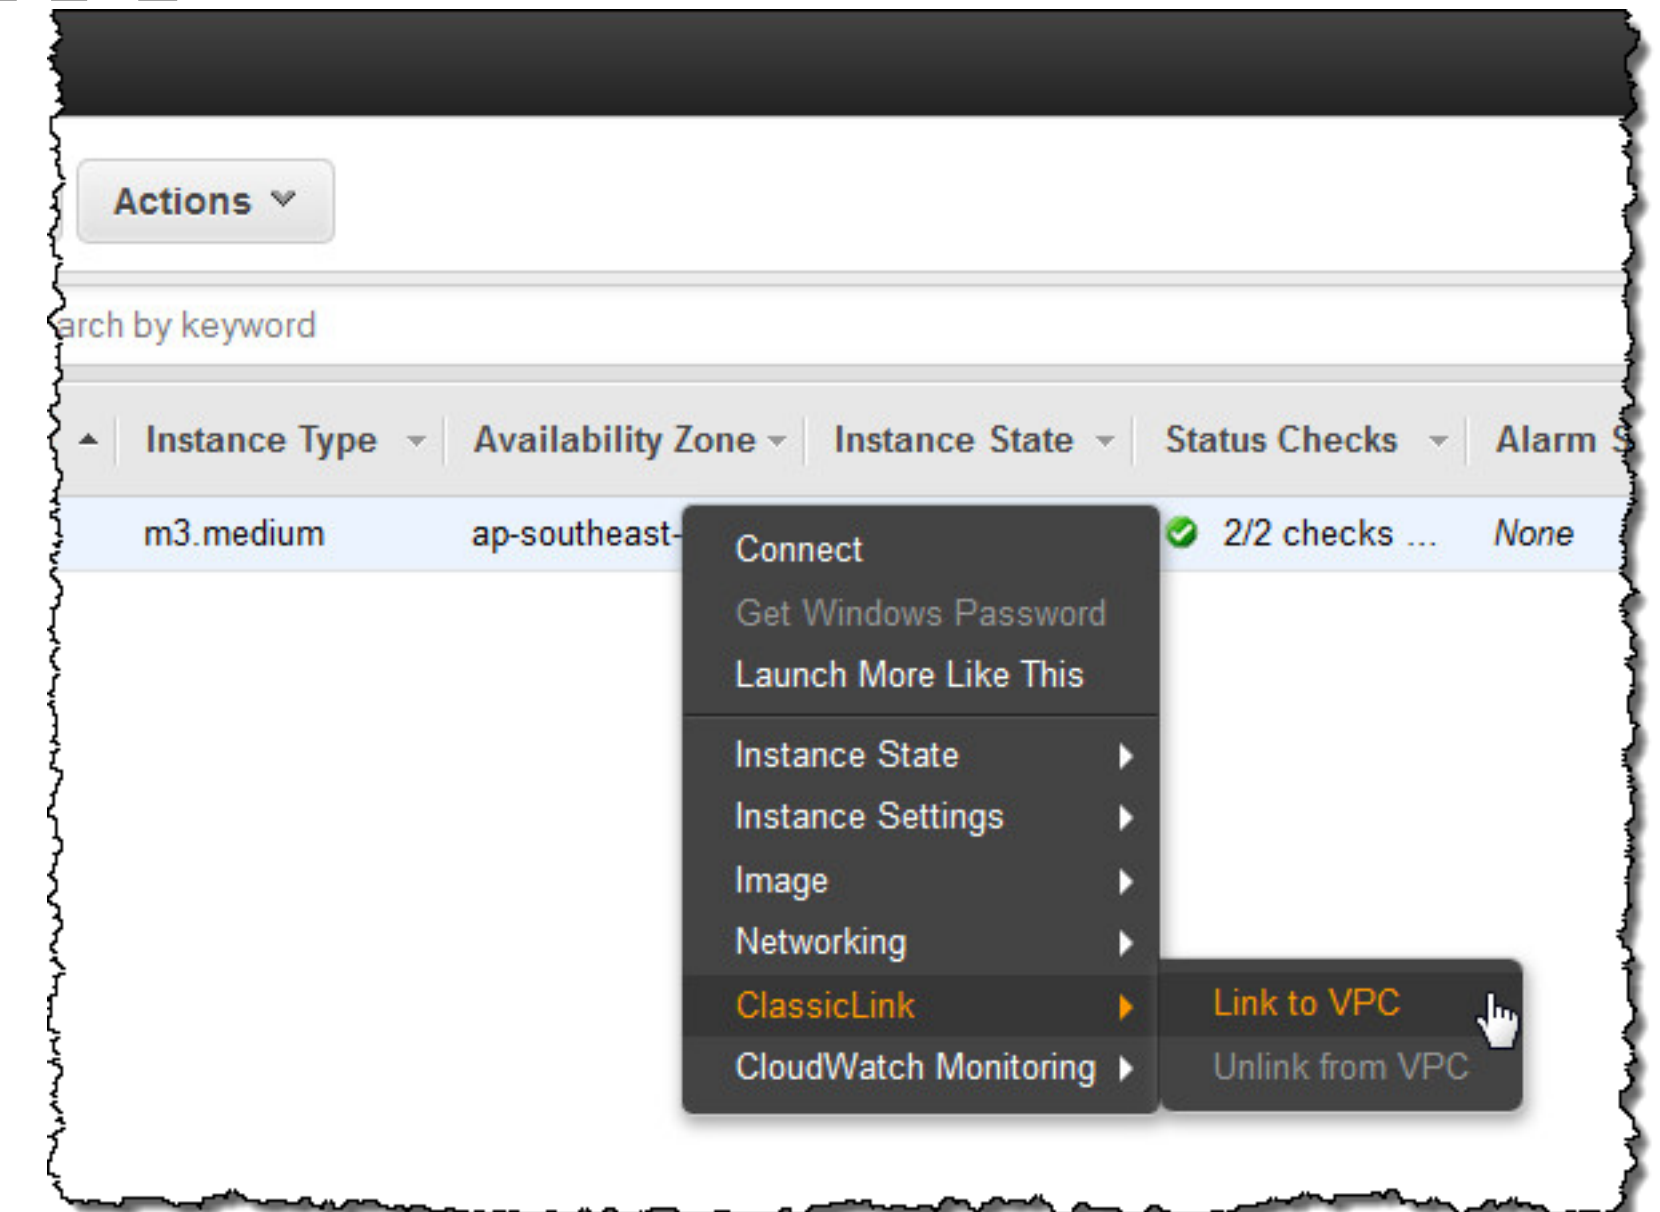 Actions
arch by keyword
Instance Type Availability Zone Instance State Status Checks Alarm
m3.medium ap-southeast- 2/2 checks ... None
Connect
Get Windows Password
Launch More Like This
Instance State
Instance Settings
Image
Networking
ClassicLink Link to VPC
CloudWatch Monitoring Unlink from VPC